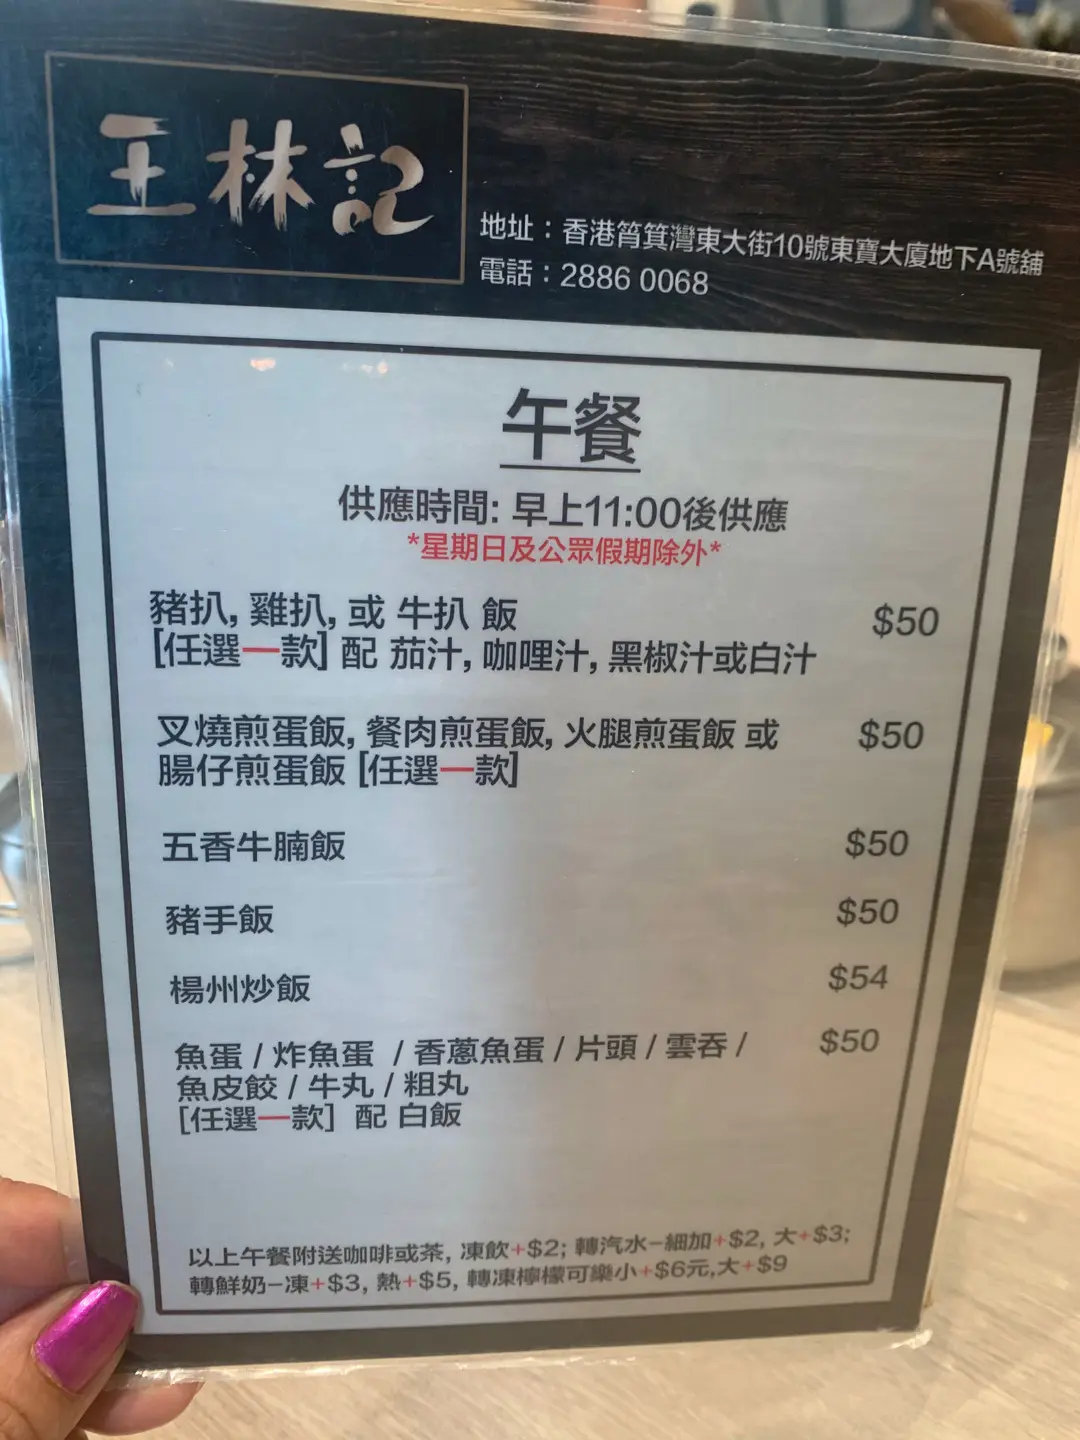 王林記
地址：香港筲箕灣東大街10號東寶大廈地下A號舖
電話：2886 0068
午餐
供應時間: 早上11:00後供應
*星期日及公眾假期除外*
豬扒, 雞扒, 或 牛扒 飯 $50
[任選一款] 配 茄汁, 咖哩汁, 黑椒汁或白汁
叉燒煎蛋飯, 餐肉煎蛋飯, 火腿煎蛋飯 或 $50
腸仔煎蛋飯 [任選一款]
五香牛腩飯 $50
豬手飯 $50
楊州炒飯 $54
魚蛋 / 炸魚蛋 / 香蔥魚蛋 / 片頭 / 雲吞 / $50
魚皮餃 / 牛丸 / 粗丸
[任選一款] 配 白飯
以上午餐附送咖啡或茶, 凍飲+$2; 轉汽水-細加+$2, 大+$3;
轉鮮奶-凍+$3, 熱+$5, 轉凍檸檬可樂小+$6元,大+$9